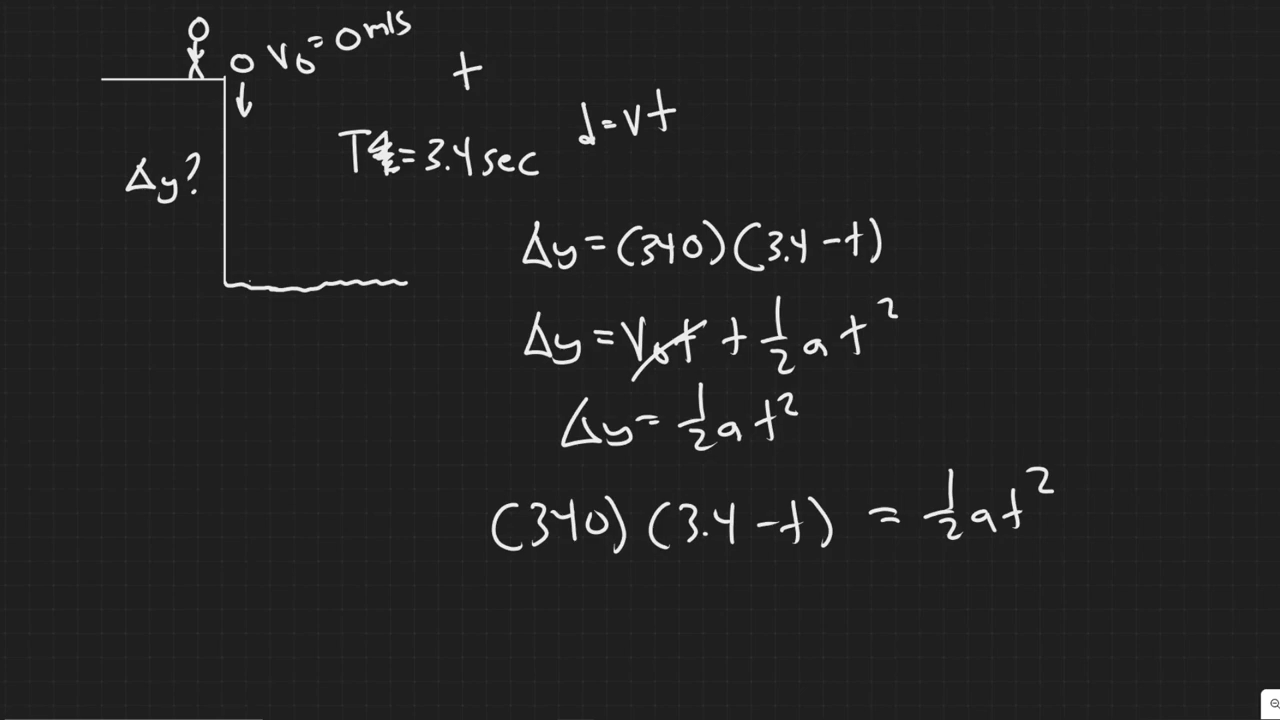 V₀ = 0 m/s
t
d = vt
T = 3.4 sec
Δy?
Δy = (340)(3.4 - t)
Δy = V₀t + ½at²
Δy = ½at²
(340)(3.4 - t) = ½at²